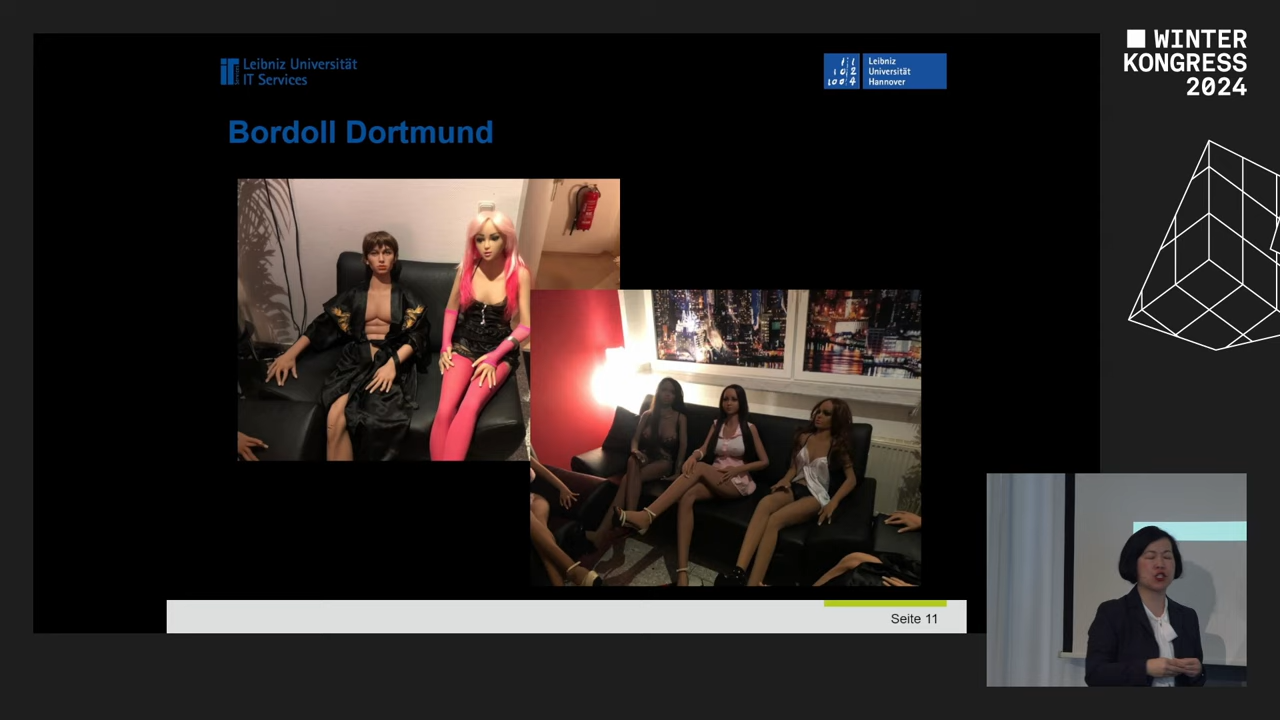 WINTER
KONGRESS
2024
Leibniz Universität
IT Services
Leibniz
Universität
Hannover
Bordoll Dortmund
Seite 11